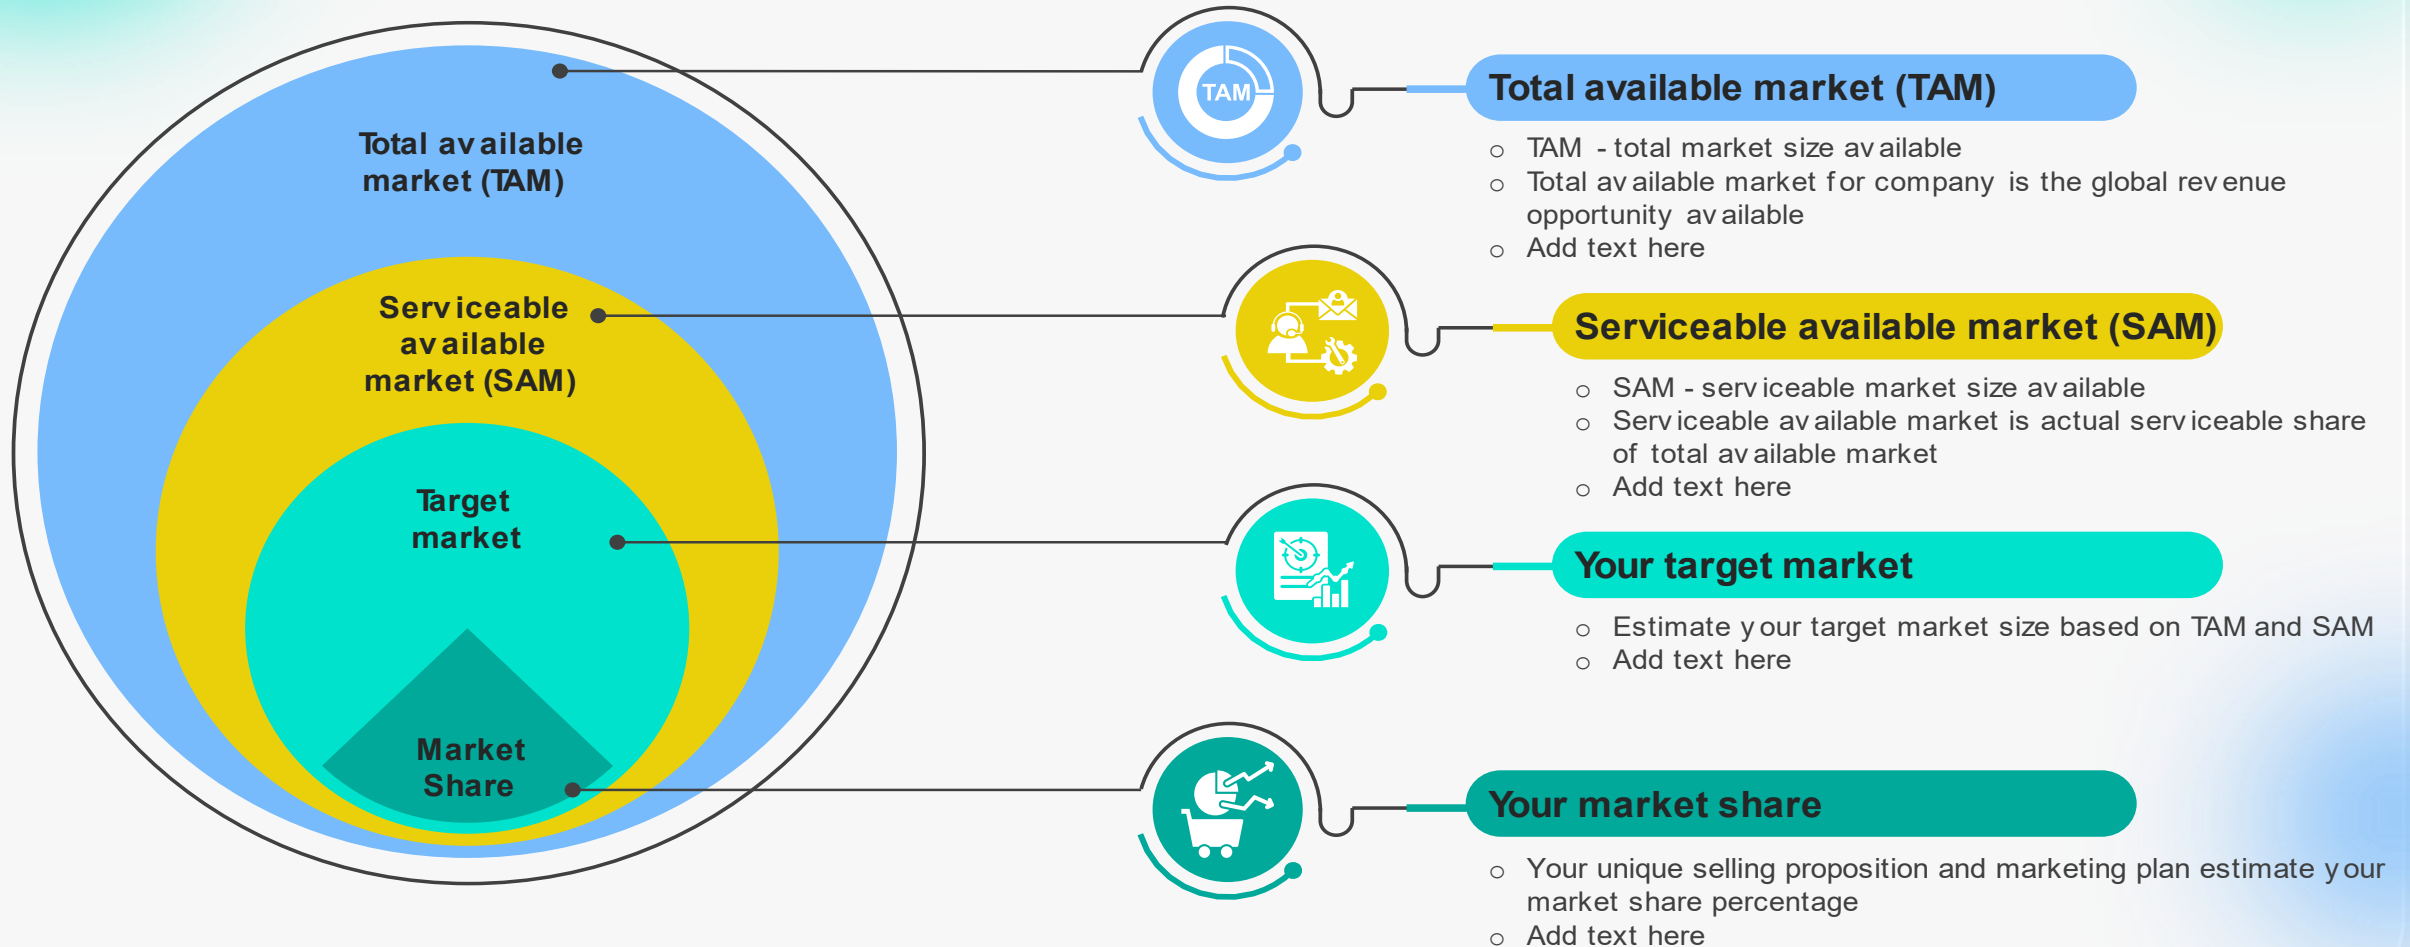 Total available
market (TAM)
Serviceable
available
market (SAM)
Target
market
Market
Share
TAM
Total available market (TAM)
○ TAM - total market size available
○ Total available market for company is the global revenue
opportunity available
○ Add text here
Serviceable available market (SAM)
○ SAM - serviceable market size available
○ Serviceable available market is actual serviceable share
of total available market
○ Add text here
Your target market
○ Estimate your target market size based on TAM and SAM
○ Add text here
Your market share
○ Your unique selling proposition and marketing plan estimate your
market share percentage
○ Add text here